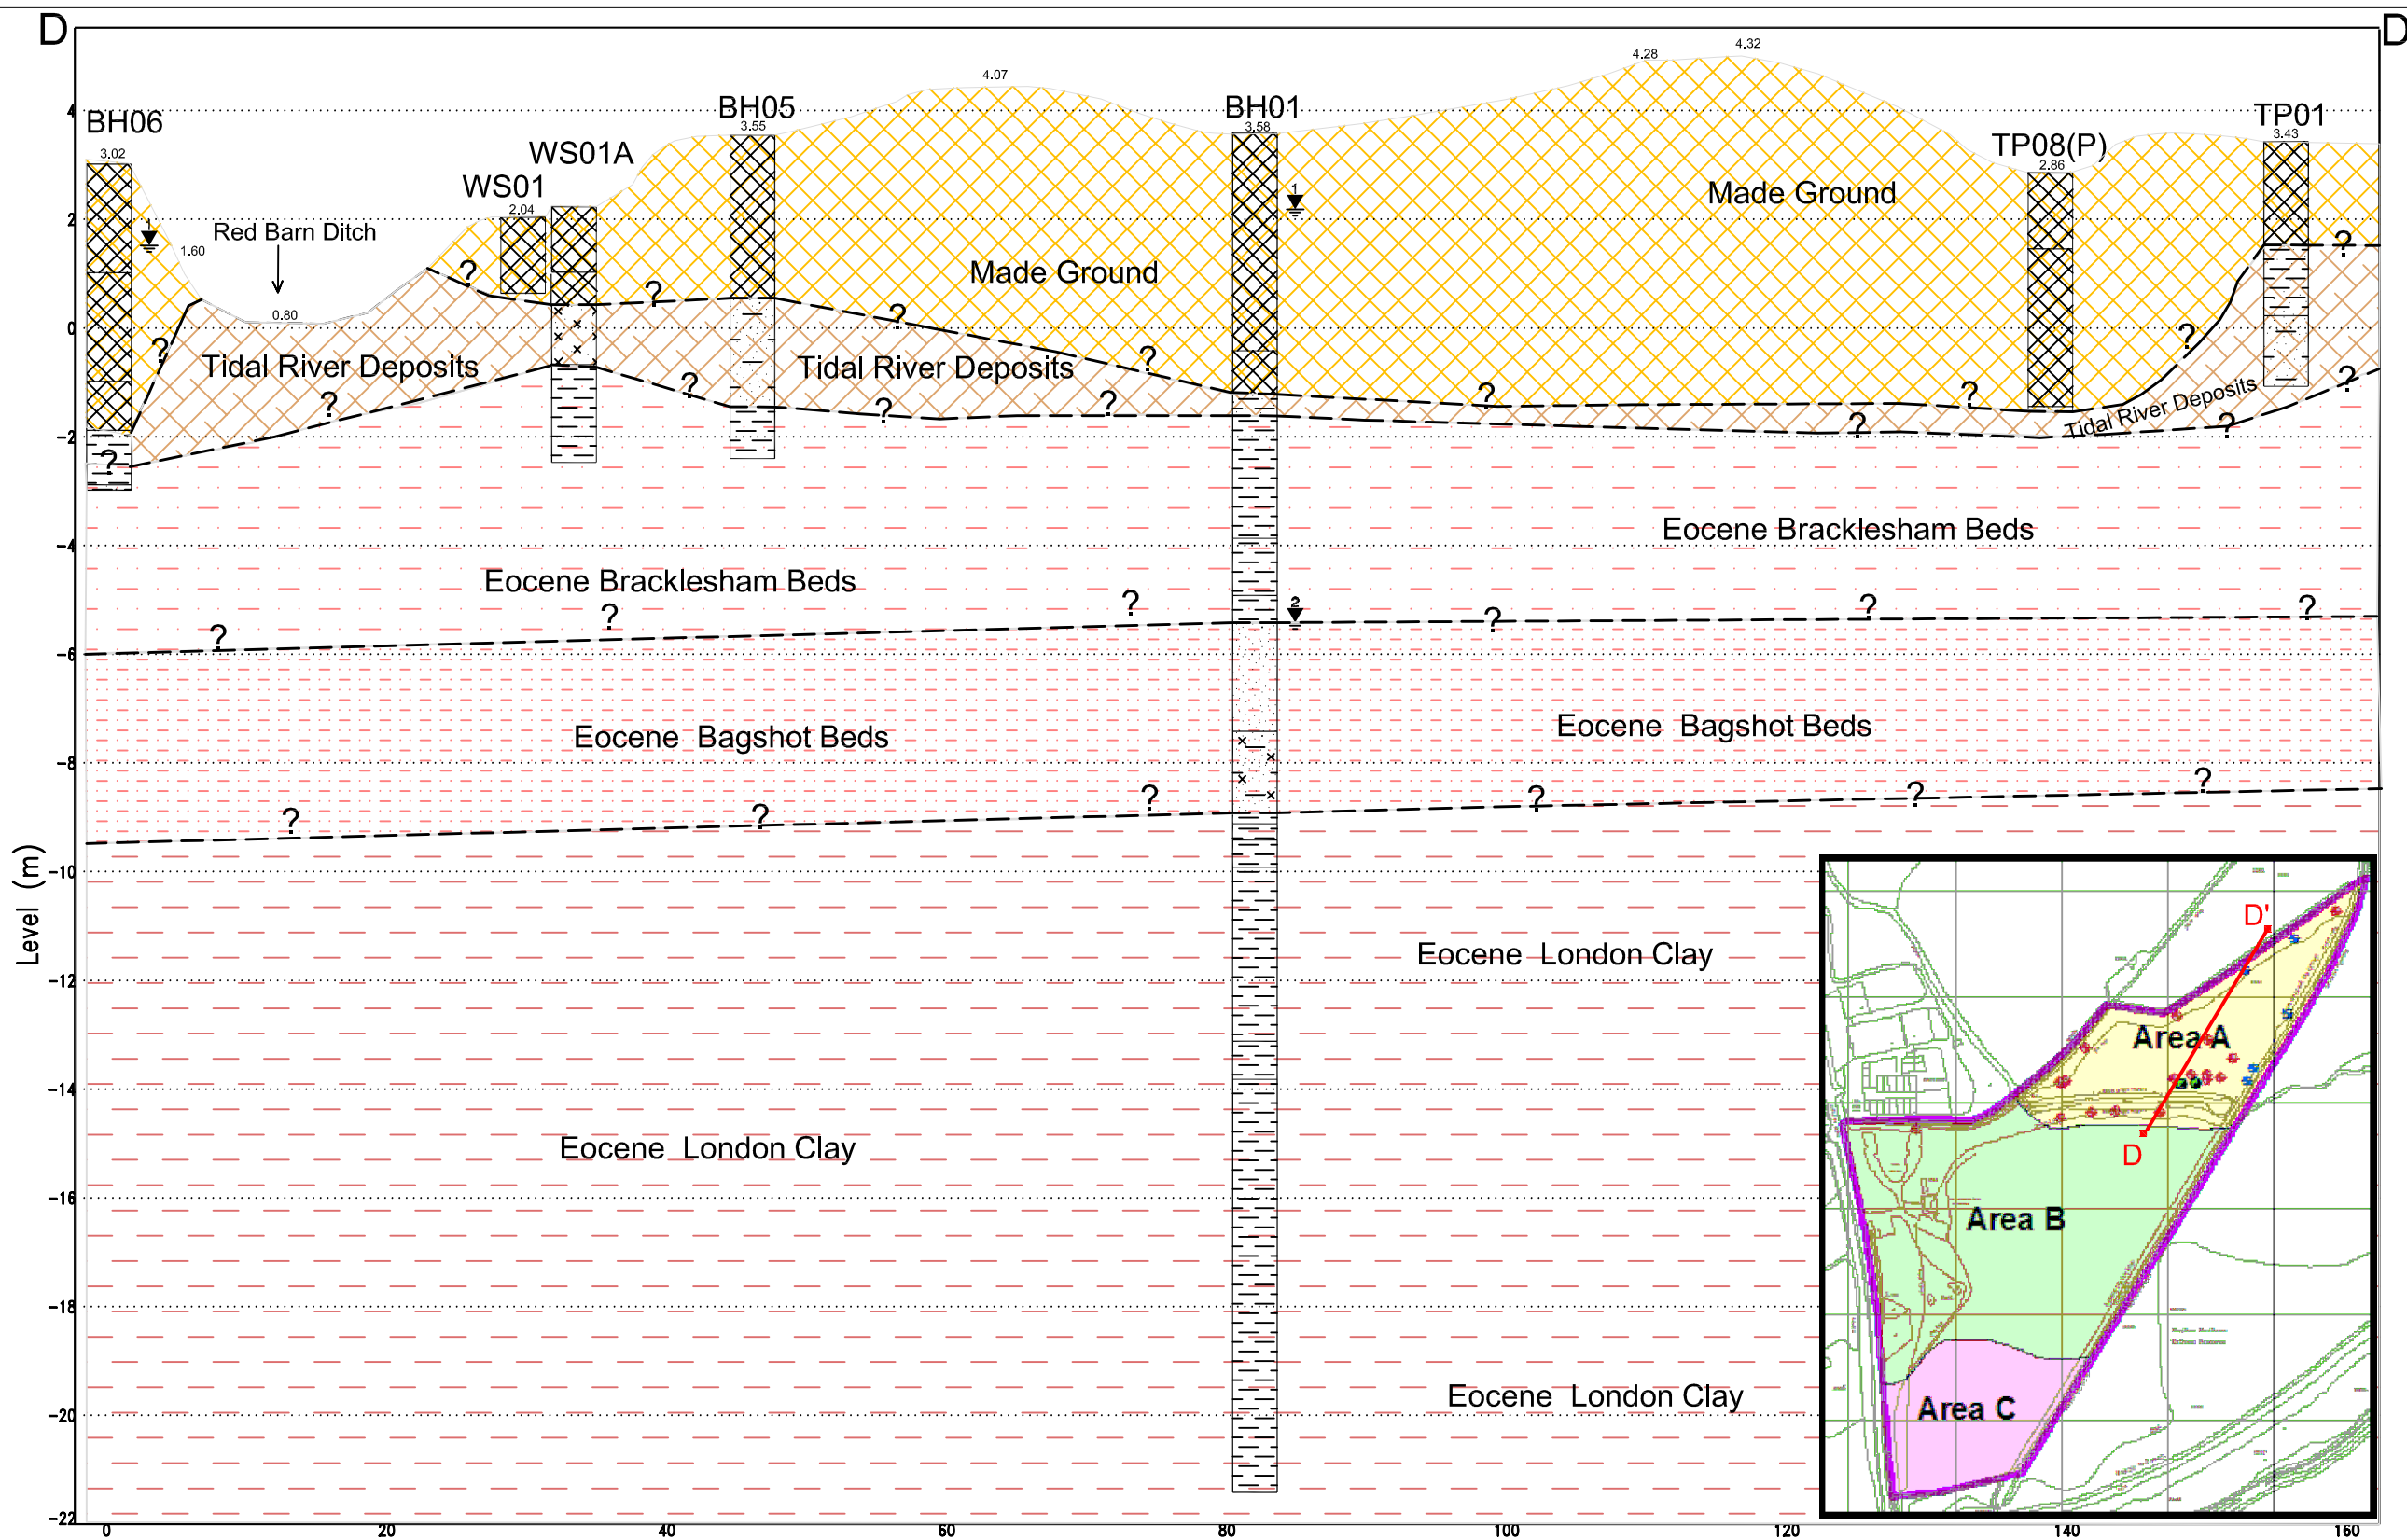 D
D
4.28
4.32
4.07
BH06
BH05
BH01
TP01
3.02
3.55
3.58
3.43
WS01A
TP08(P)
2.86
WS01
2.04
1
1
Red Barn Ditch
1.60
Made Ground
Made Ground
0.80
?
?
?
?
?
?
?
Tidal River Deposits
Tidal River Deposits
Tidal River Deposits
?
?
?
?
?
?
?
?
?
?
Eocene Bracklesham Beds
Eocene Bracklesham Beds
2
?
?
?
?
?
?
Eocene Bagshot Beds
Eocene Bagshot Beds
?
?
?
?
?
?
Eocene London Clay
Eocene London Clay
Eocene London Clay
Level (m)
4
2
0
-2
-4
-6
-8
-10
-12
-14
-16
-18
-20
-22
0
20
40
60
80
100
120
140
160
D'
Area A
D
Area B
Area C